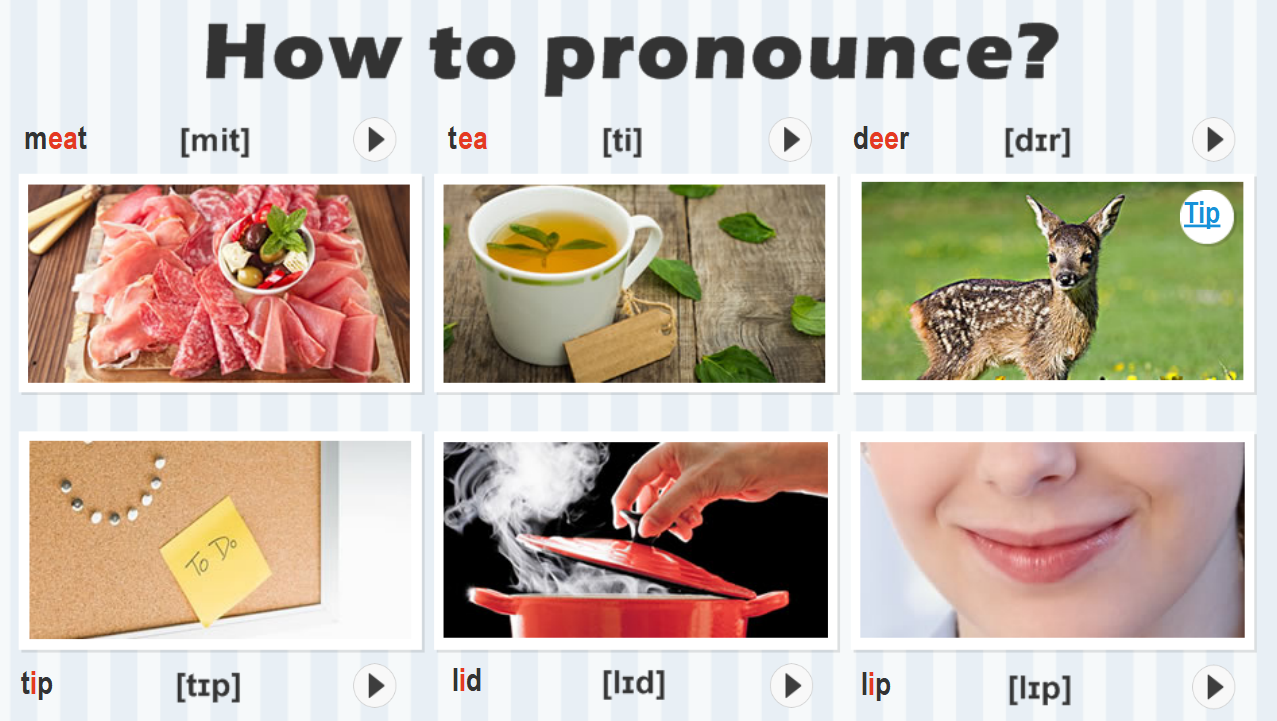 How to pronounce?
meat [mit]
tea [ti]
deer [dɪr]
Tip
To Do
tip [tɪp]
lid [lɪd]
lip [lɪp]